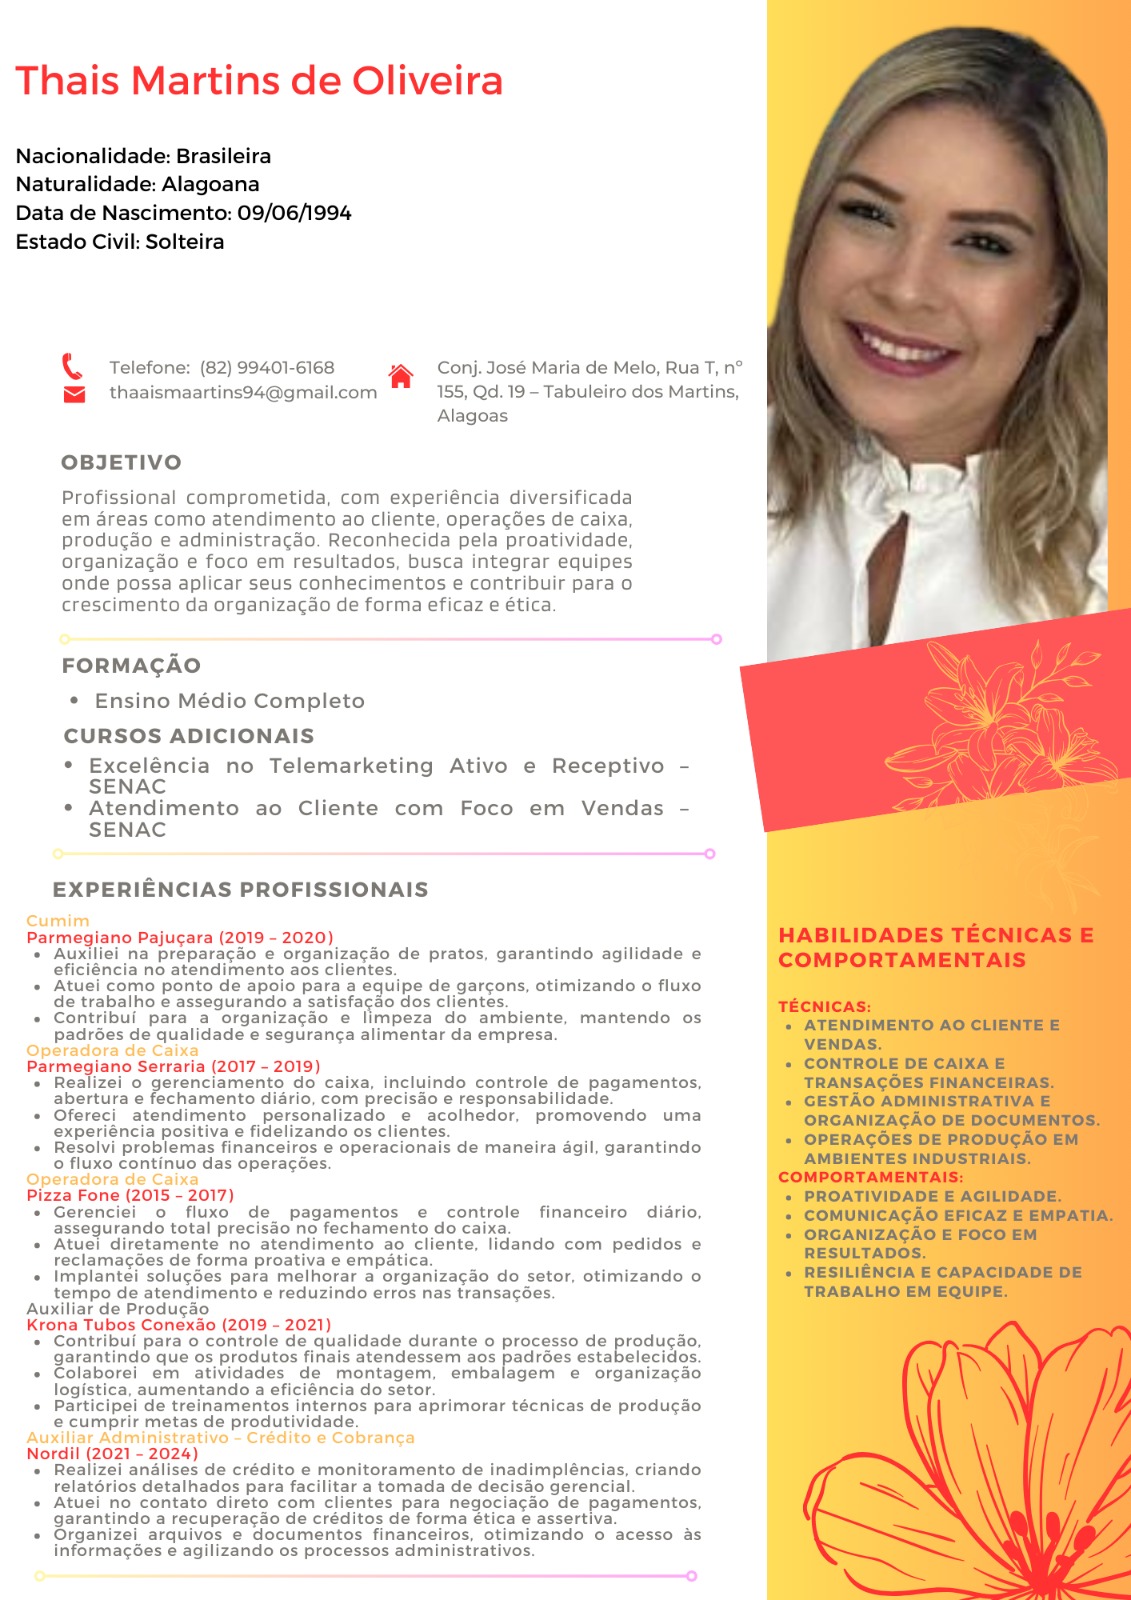 Thais Martins de Oliveira
Nacionalidade: Brasileira
Naturalidade: Alagoana
Data de Nascimento: 09/06/1994
Estado Civil: Solteira
Telefone: (82) 99401-6168
thaaismaartins94@gmail.com
Conj. José Maria de Melo, Rua T, nº
155, Qd. 19 – Tabuleiro dos Martins,
Alagoas
OBJETIVO
Profissional comprometida, com experiência diversificada
em áreas como atendimento ao cliente, operações de caixa,
produção e administração. Reconhecida pela proatividade,
organização e foco em resultados, busca integrar equipes
onde possa aplicar seus conhecimentos e contribuir para o
crescimento da organização de forma eficaz e ética.
FORMAÇÃO
• Ensino Médio Completo
CURSOS ADICIONAIS
• Excelência no Telemarketing Ativo e Receptivo –
SENAC
• Atendimento ao Cliente com Foco em Vendas –
SENAC
EXPERIÊNCIAS PROFISSIONAIS
Cumim
Parmegiano Pajuçara (2019 – 2020)
• Auxiliei na preparação e organização de pratos, garantindo agilidade e
eficiência no atendimento aos clientes.
• Atuei como ponto de apoio para a equipe de garçons, otimizando o fluxo
de trabalho e assegurando a satisfação dos clientes.
• Contribuí para a organização e limpeza do ambiente, mantendo os
padrões de qualidade e segurança alimentar da empresa.
Operadora de Caixa
Parmegiano Serraria (2017 – 2019)
• Realizei o gerenciamento do caixa, incluindo controle de pagamentos,
abertura e fechamento diário, com precisão e responsabilidade.
• Ofereci atendimento personalizado e acolhedor, promovendo uma
experiência positiva e fidelizando os clientes.
• Resolvi problemas financeiros e operacionais de maneira ágil, garantindo
o fluxo contínuo das operações.
Operadora de Caixa
Pizza Fone (2015 – 2017)
• Gerenciei o fluxo de pagamentos e controle financeiro diário,
assegurando total precisão no fechamento do caixa.
• Atuei diretamente no atendimento ao cliente, lidando com pedidos e
reclamações de forma proativa e empática.
• Implantei soluções para melhorar a organização do setor, otimizando o
tempo de atendimento e reduzindo erros nas transações.
Auxiliar de Produção
Krona Tubos Conexão (2019 – 2021)
• Contribuí para o controle de qualidade durante o processo de produção,
garantindo que os produtos finais atendessem aos padrões estabelecidos.
• Colaborei em atividades de montagem, embalagem e organização
logística, aumentando a eficiência do setor.
• Participei de treinamentos internos para aprimorar técnicas de produção
e cumprir metas de produtividade.
Auxiliar Administrativo – Crédito e Cobrança
Nordil (2021 – 2024)
• Realizei análises de crédito e monitoramento de inadimplências, criando
relatórios detalhados para facilitar a tomada de decisão gerencial.
• Atuei no contato direto com clientes para negociação de pagamentos,
garantindo a recuperação de créditos de forma ética e assertiva.
• Organizei arquivos e documentos financeiros, otimizando o acesso às
informações e agilizando os processos administrativos.
HABILIDADES TÉCNICAS E
COMPORTAMENTAIS
TÉCNICAS:
• ATENDIMENTO AO CLIENTE E
VENDAS.
• CONTROLE DE CAIXA E
TRANSAÇÕES FINANCEIRAS.
• GESTÃO ADMINISTRATIVA E
ORGANIZAÇÃO DE DOCUMENTOS.
• OPERAÇÕES DE PRODUÇÃO EM
AMBIENTES INDUSTRIAIS.
COMPORTAMENTAIS:
• PROATIVIDADE E AGILIDADE.
• COMUNICAÇÃO EFICAZ E EMPATIA.
• ORGANIZAÇÃO E FOCO EM
RESULTADOS.
• RESILIÊNCIA E CAPACIDADE DE
TRABALHO EM EQUIPE.